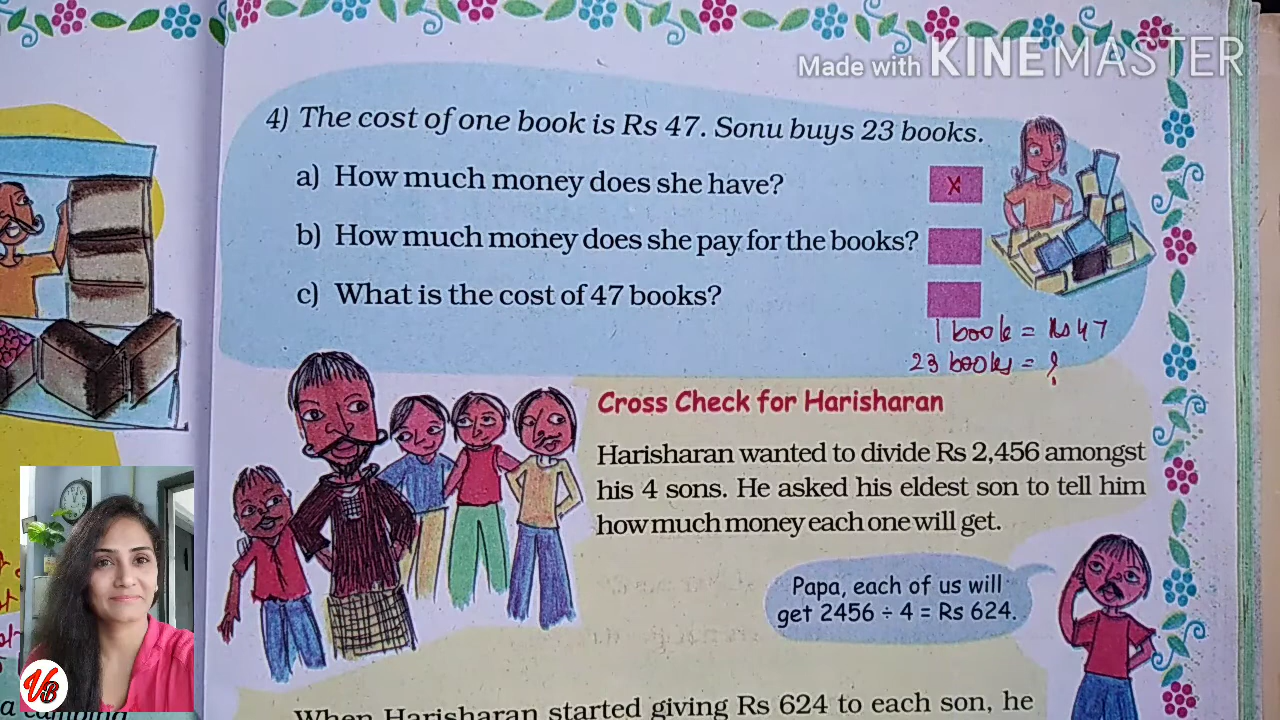 Made with KINEMASTER
4) The cost of one book is Rs 47. Sonu buys 23 books.
a) How much money does she have?
x
b) How much money does she pay for the books?
c) What is the cost of 47 books?
1 book = Rs 47
23 books = ?
Cross Check for Harisharan
Harisharan wanted to divide Rs 2,456 amongst
his 4 sons. He asked his eldest son to tell him
how much money each one will get.
Papa, each of us will
get 2456 ÷ 4 = Rs 624.
When Harisharan started giving Rs 624 to each son, he
VB
a camping